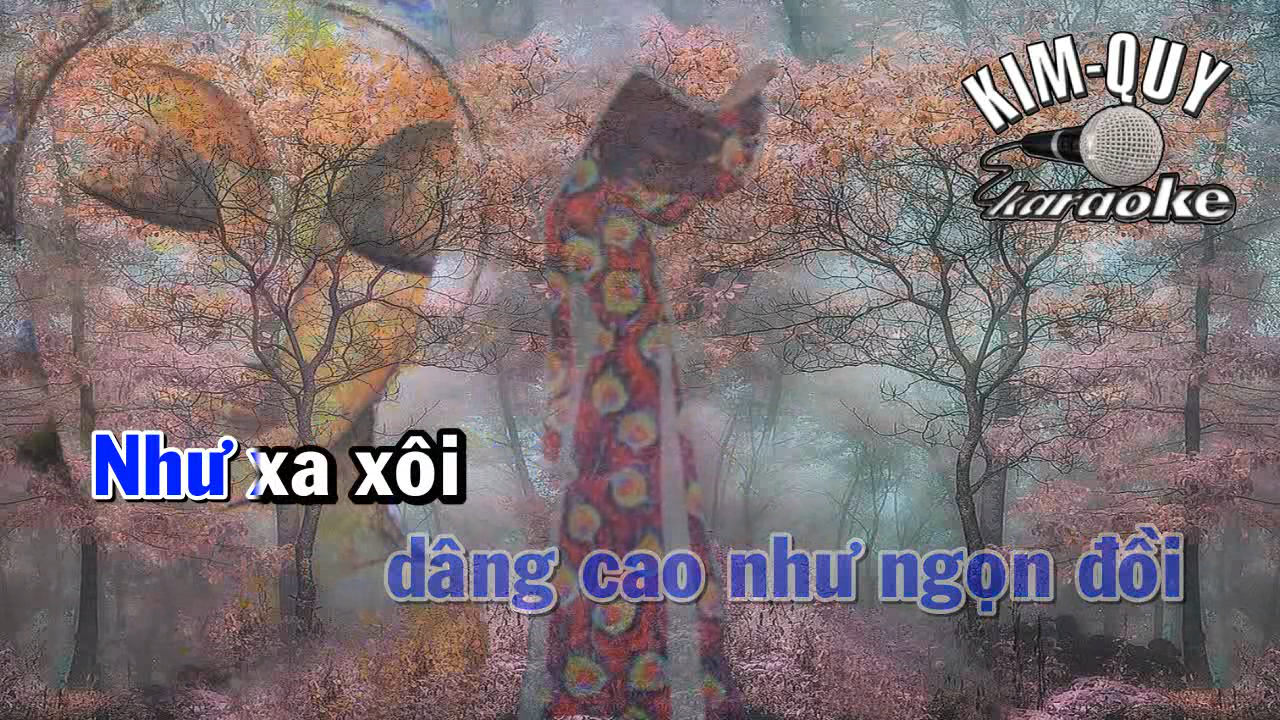 KIM-QUY
karaoke
Như xa xôi
dâng cao như ngọn đồi